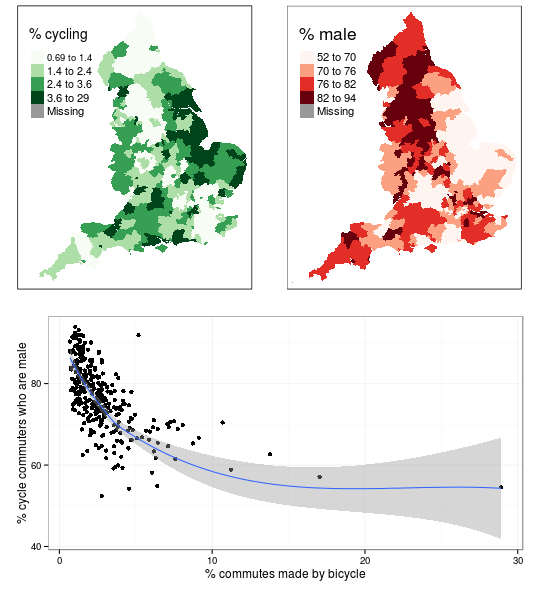 % cycling
0.69 to 1.4
1.4 to 2.4
2.4 to 3.6
3.6 to 29
Missing
% male
52 to 70
70 to 76
76 to 82
82 to 94
Missing
% cycle commuters who are male
80
60
40
0
10
20
30
% commutes made by bicycle